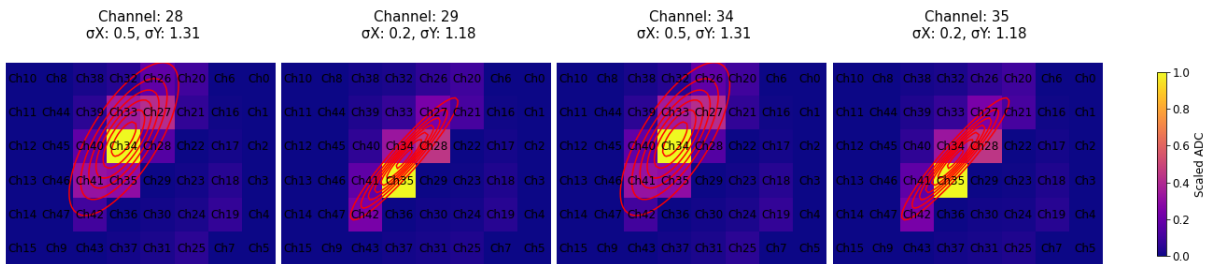 Channel: 28
σX: 0.5, σY: 1.31
Ch10 Ch8 Ch38 Ch32 Ch26 Ch20 Ch6 Ch0
Ch11 Ch44 Ch39 Ch33 Ch27 Ch21 Ch16 Ch1
Ch12 Ch45 Ch40 Ch34 Ch28 Ch22 Ch17 Ch2
Ch13 Ch46 Ch41 Ch35 Ch29 Ch23 Ch18 Ch3
Ch14 Ch47 Ch42 Ch36 Ch30 Ch24 Ch19 Ch4
Ch15 Ch9 Ch43 Ch37 Ch31 Ch25 Ch7 Ch5
Channel: 29
σX: 0.2, σY: 1.18
Ch10 Ch8 Ch38 Ch32 Ch26 Ch20 Ch6 Ch0
Ch11 Ch44 Ch39 Ch33 Ch27 Ch21 Ch16 Ch1
Ch12 Ch45 Ch40 Ch34 Ch28 Ch22 Ch17 Ch2
Ch13 Ch46 Ch41 Ch35 Ch29 Ch23 Ch18 Ch3
Ch14 Ch47 Ch42 Ch36 Ch30 Ch24 Ch19 Ch4
Ch15 Ch9 Ch43 Ch37 Ch31 Ch25 Ch7 Ch5
Channel: 34
σX: 0.5, σY: 1.31
Ch10 Ch8 Ch38 Ch32 Ch26 Ch20 Ch6 Ch0
Ch11 Ch44 Ch39 Ch33 Ch27 Ch21 Ch16 Ch1
Ch12 Ch45 Ch40 Ch34 Ch28 Ch22 Ch17 Ch2
Ch13 Ch46 Ch41 Ch35 Ch29 Ch23 Ch18 Ch3
Ch14 Ch47 Ch42 Ch36 Ch30 Ch24 Ch19 Ch4
Ch15 Ch9 Ch43 Ch37 Ch31 Ch25 Ch7 Ch5
Channel: 35
σX: 0.2, σY: 1.18
Ch10 Ch8 Ch38 Ch32 Ch26 Ch20 Ch6 Ch0
Ch11 Ch44 Ch39 Ch33 Ch27 Ch21 Ch16 Ch1
Ch12 Ch45 Ch40 Ch34 Ch28 Ch22 Ch17 Ch2
Ch13 Ch46 Ch41 Ch35 Ch29 Ch23 Ch18 Ch3
Ch14 Ch47 Ch42 Ch36 Ch30 Ch24 Ch19 Ch4
Ch15 Ch9 Ch43 Ch37 Ch31 Ch25 Ch7 Ch5
1.0
0.8
0.6
0.4
0.2
0.0
Scaled ADC